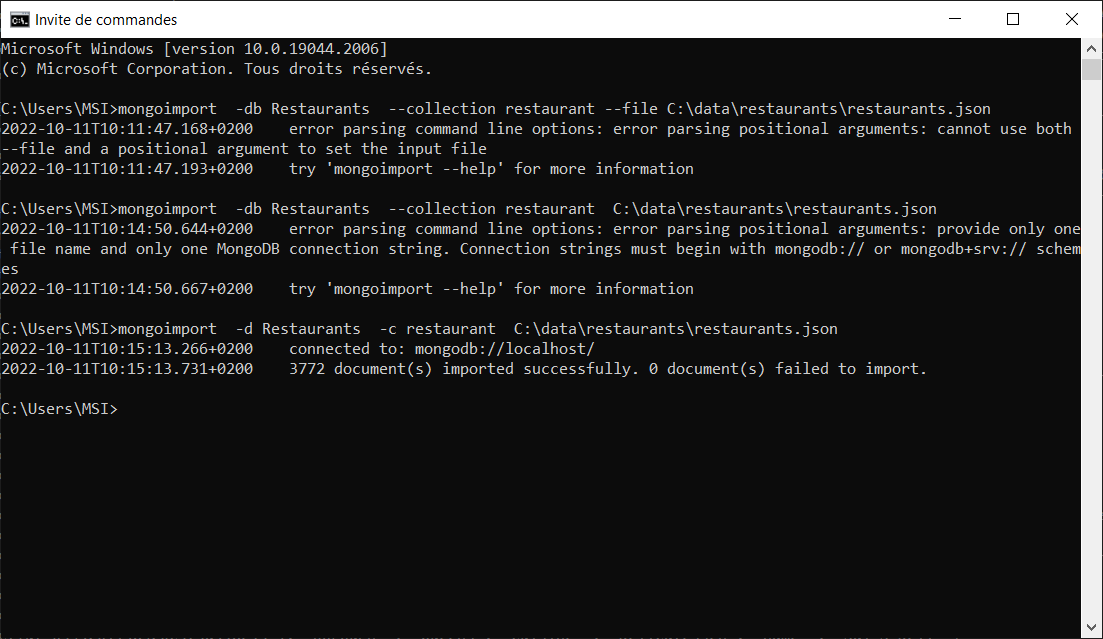 Invite de commandes
Microsoft Windows [version 10.0.19044.2006]
(c) Microsoft Corporation. Tous droits réservés.
C:\Users\MSI>mongoimport  -db Restaurants  --collection restaurant --file C:\data\restaurants\restaurants.json
2022-10-11T10:11:47.168+0200    error parsing command line options: error parsing positional arguments: cannot use both
--file and a positional argument to set the input file
2022-10-11T10:11:47.193+0200    try 'mongoimport --help' for more information
C:\Users\MSI>mongoimport  -db Restaurants  --collection restaurant  C:\data\restaurants\restaurants.json
2022-10-11T10:14:50.644+0200    error parsing command line options: error parsing positional arguments: provide only one
 file name and only one MongoDB connection string. Connection strings must begin with mongodb:// or mongodb+srv:// schem
es
2022-10-11T10:14:50.667+0200    try 'mongoimport --help' for more information
C:\Users\MSI>mongoimport  -d Restaurants  -c restaurant  C:\data\restaurants\restaurants.json
2022-10-11T10:15:13.266+0200    connected to: mongodb://localhost/
2022-10-11T10:15:13.731+0200    3772 document(s) imported successfully. 0 document(s) failed to import.
C:\Users\MSI>